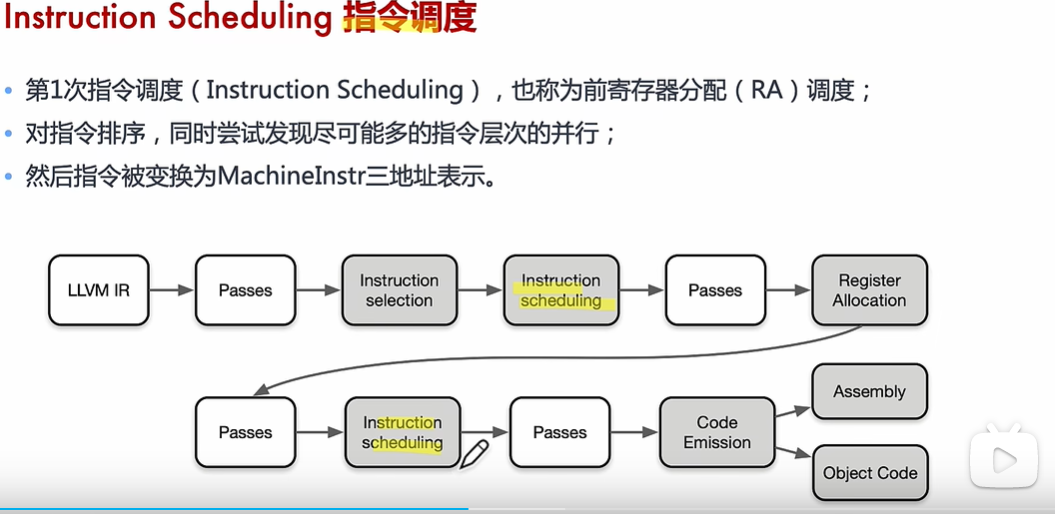 Instruction Scheduling 指令调度
• 第1次指令调度（Instruction Scheduling），也称为前寄存器分配（RA）调度；
• 对指令排序，同时尝试发现尽可能多的指令层次的并行；
• 然后指令被变换为MachineInstr三地址表示。
LLVM IR
Passes
Instruction
selection
Instruction
scheduling
Passes
Register
Allocation
Passes
Instruction
scheduling
Passes
Code
Emission
Assembly
Object Code